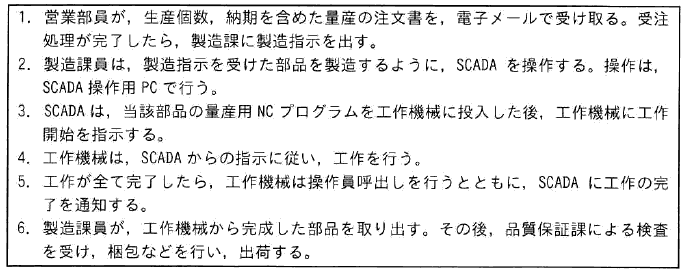 1. 営業部員が，生産個数，納期を含めた量産の注文書を，電子メールで受け取る。受注
処理が完了したら，製造課に製造指示を出す。
2. 製造課員は，製造指示を受けた部品を製造するように，SCADA を操作する。操作は，
SCADA 操作用 PC で行う。
3. SCADA は，当該部品の量産用 NC プログラムを工作機械に投入した後，工作機械に工作
開始を指示する。
4. 工作機械は，SCADA からの指示に従い，工作を行う。
5. 工作が全て完了したら，工作機械は操作員呼出しを行うとともに，SCADA に工作の完
了を通知する。
6. 製造課員が，工作機械から完成した部品を取り出す。その後，品質保証課による検査
を受け，梱包などを行い，出荷する。